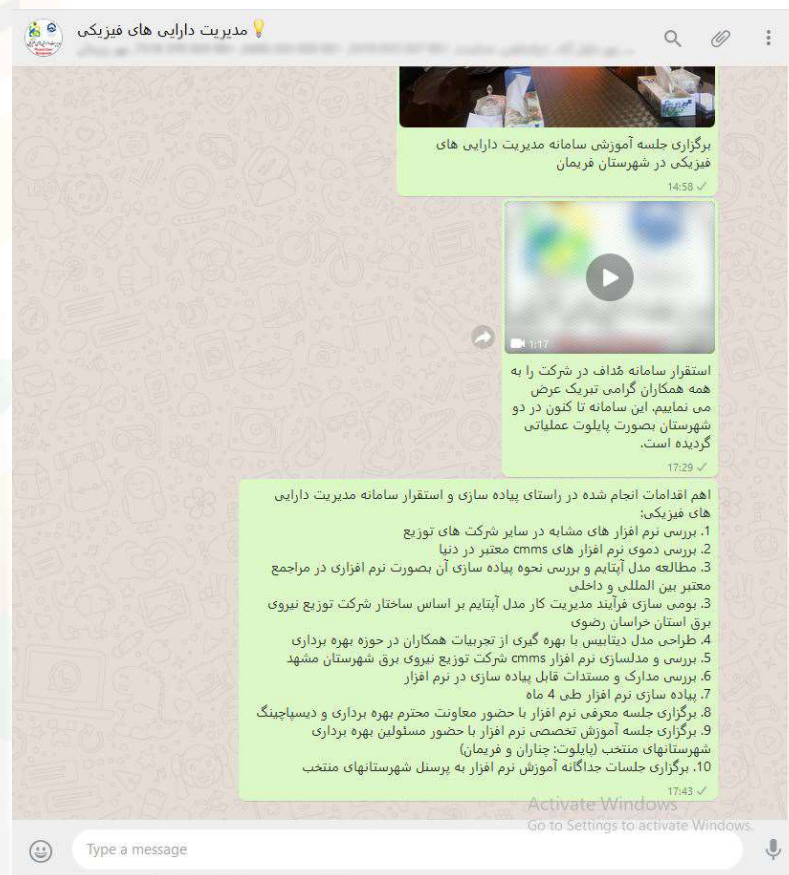 مدیریت دارایی های فیزیکی
برگزاری جلسه آموزشی سامانه مدیریت دارایی های
فیزیکی در شهرستان فریمان
14:58
1:17
استقرار سامانه مُداف در شرکت را به
همه همکاران گرامی تبریک عرض
می نماییم. این سامانه تا کنون در دو
شهرستان بصورت پایلوت عملیاتی
گردیده است.
17:29
اهم اقدامات انجام شده در راستای پیاده سازی و استقرار سامانه مدیریت دارایی
های فیزیکی:
1. بررسی نرم افزار های مشابه در سایر شرکت های توزیع
2. بررسی دموی نرم افزار های cmms معتبر در دنیا
3. مطالعه مدل آپتایم و بررسی نحوه پیاده سازی آن بصورت نرم افزاری در مراجع
معتبر بین المللی و داخلی
3. بومی سازی فرآیند مدیریت کار مدل آپتایم بر اساس ساختار شرکت توزیع نیروی
برق استان خراسان رضوی
4. طراحی مدل دیتابیس با بهره گیری از تجربیات همکاران در حوزه بهره برداری
5. بررسی و مدلسازی نرم افزار cmms شرکت توزیع نیروی برق شهرستان مشهد
6. بررسی مدارک و مستدات قابل پیاده سازی در نرم افزار
7. پیاده سازی نرم افزار طی 4 ماه
8. برگزاری جلسه معرفی نرم افزار با حضور معاونت محترم بهره برداری و دیسپاچینگ
9. برگزاری جلسه آموزش تخصصی نرم افزار با حضور مسئولین بهره برداری
شهرستانهای منتخب (پایلوت: چناران و فریمان)
10. برگزاری جلسات جداگانه آموزش نرم افزار به پرسنل شهرستانهای منتخب
17:43
Activate Windows
Go to Settings to activate Windows.
Type a message